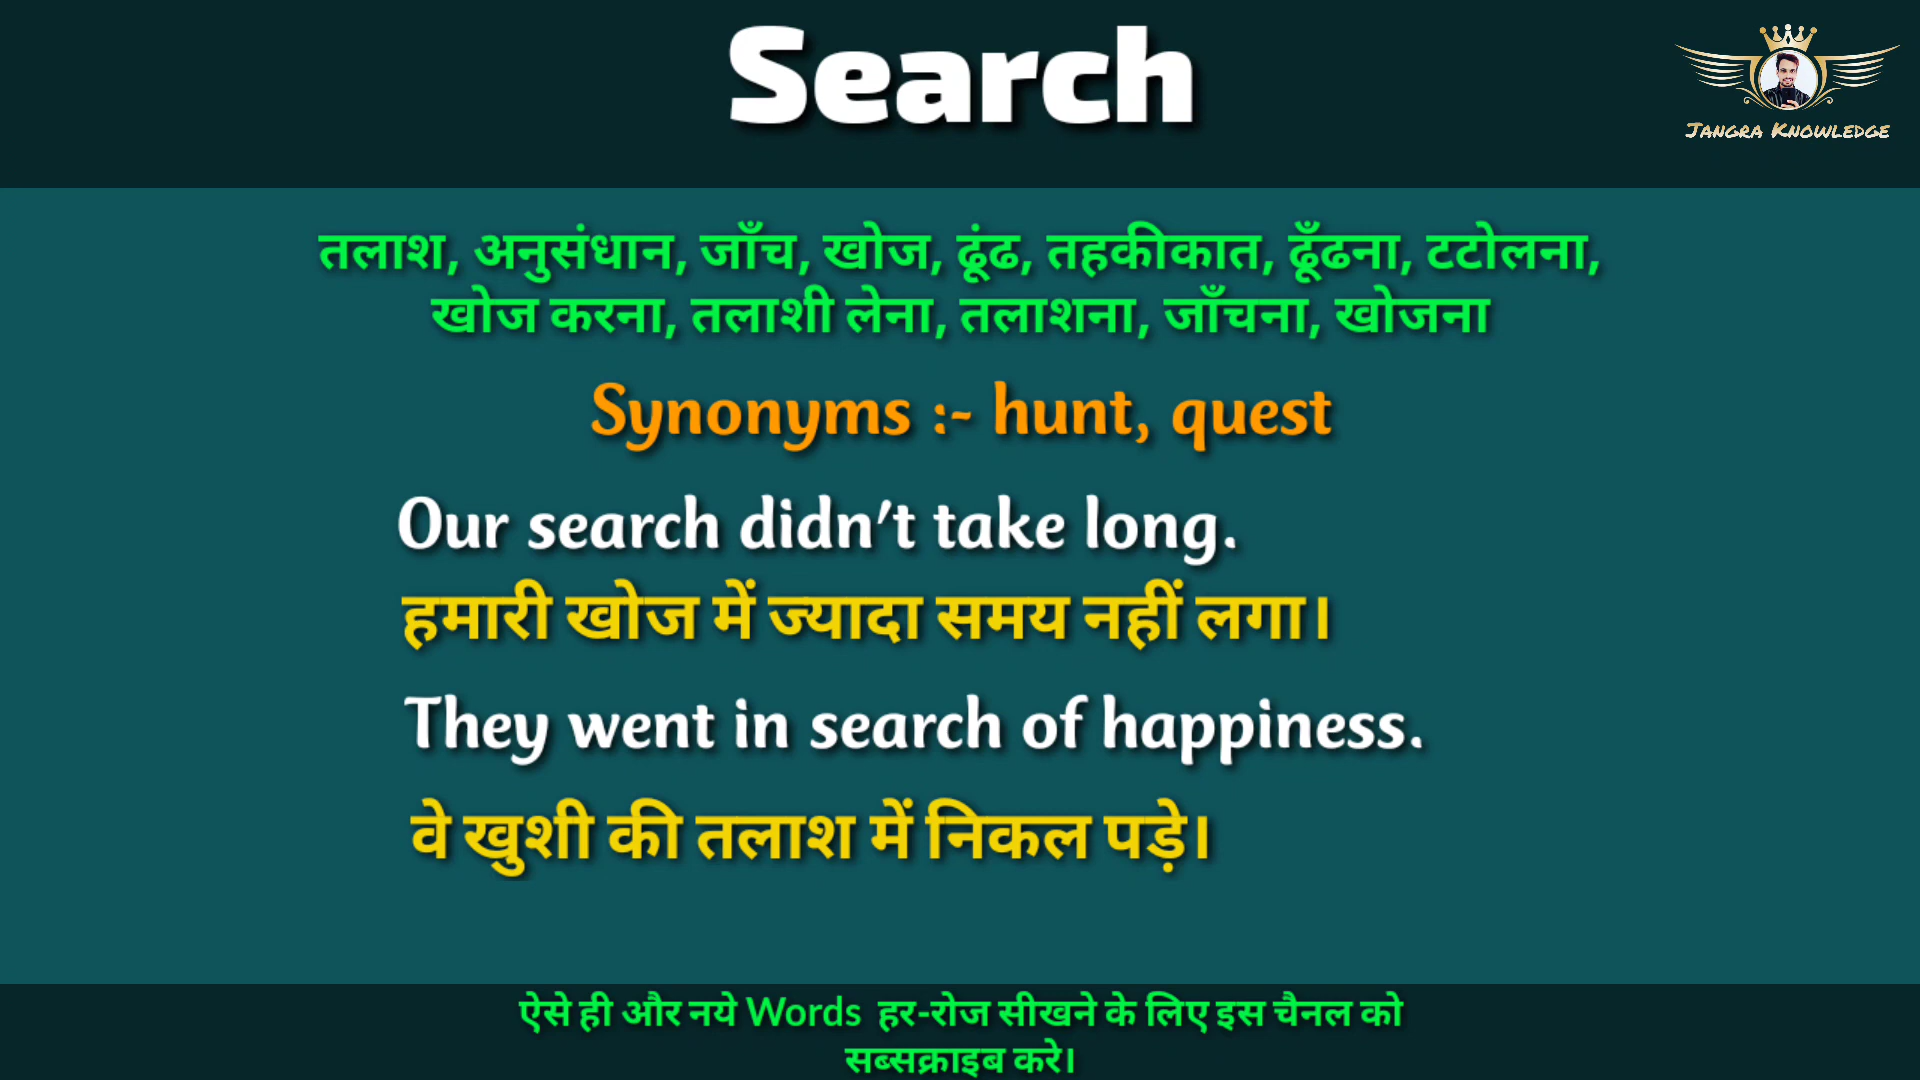 Search
JANGRA KNOWLEDGE
तलाश, अनुसंधान, जाँच, खोज, ढूंढ, तहकीकात, ढूँढना, टटोलना,
खोज करना, तलाशी लेना, तलाशना, जाँचना, खोजना
Synonyms :- hunt, quest
Our search didn't take long.
हमारी खोज में ज्यादा समय नहीं लगा।
They went in search of happiness.
वे खुशी की तलाश में निकल पड़े।
ऐसे ही और नये Words हर-रोज सीखने के लिए इस चैनल को
सब्सक्राइब करे।